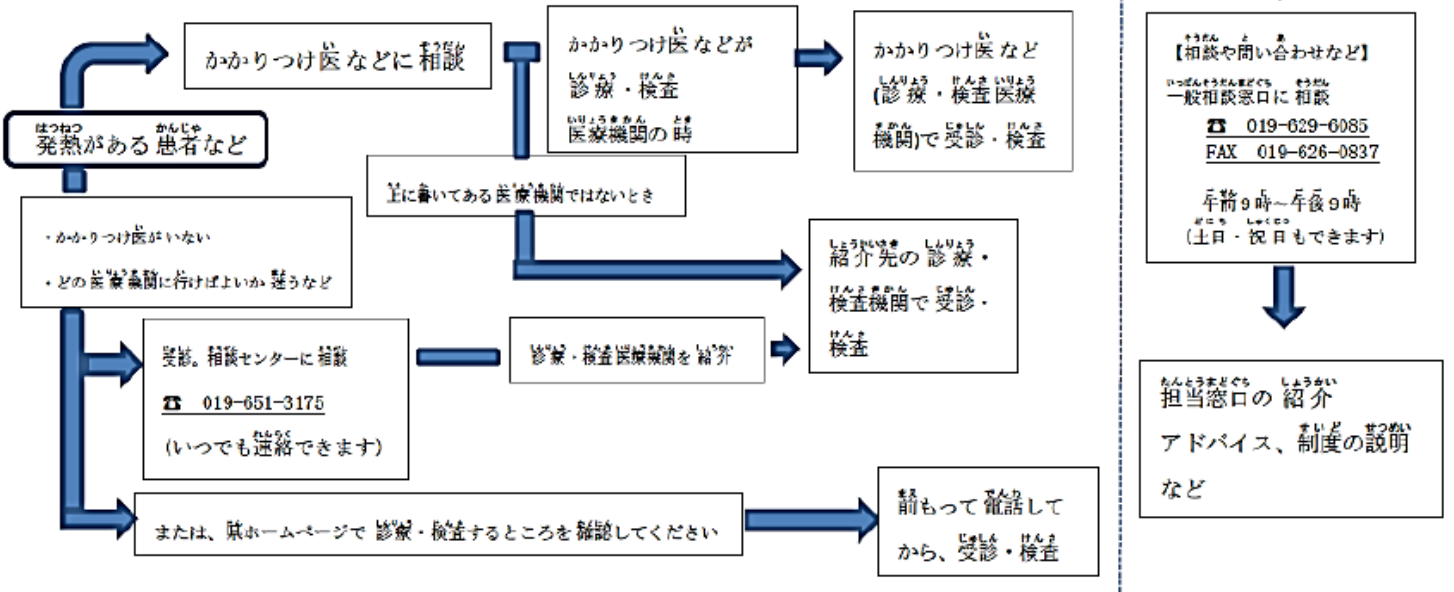 発熱がある患者など
かかりつけ医などに相談
かかりつけ医などが
診療・検査
医療機関の時
かかりつけ医など
(診療・検査医療
機関)で受診・検査
上に書いてある医療機関ではないとき
紹介先の診療・
検査機関で受診・
検査
・かかりつけ医がいない
・どの医療機関に行けばよいか迷うなど
受診。相談センターに相談
☎ 019-651-3175
(いつでも連絡できます)
診療・検査医療機関を紹介
または、県ホームページで診療・検査するところを確認してください
前もって電話して
から、受診・検査
【相談や問い合わせなど】
一般相談窓口に相談
☎ 019-629-6085
FAX 019-626-0837
午前9時~午後9時
(土日・祝日もできます)
担当窓口の紹介
アドバイス、制度の説明
など